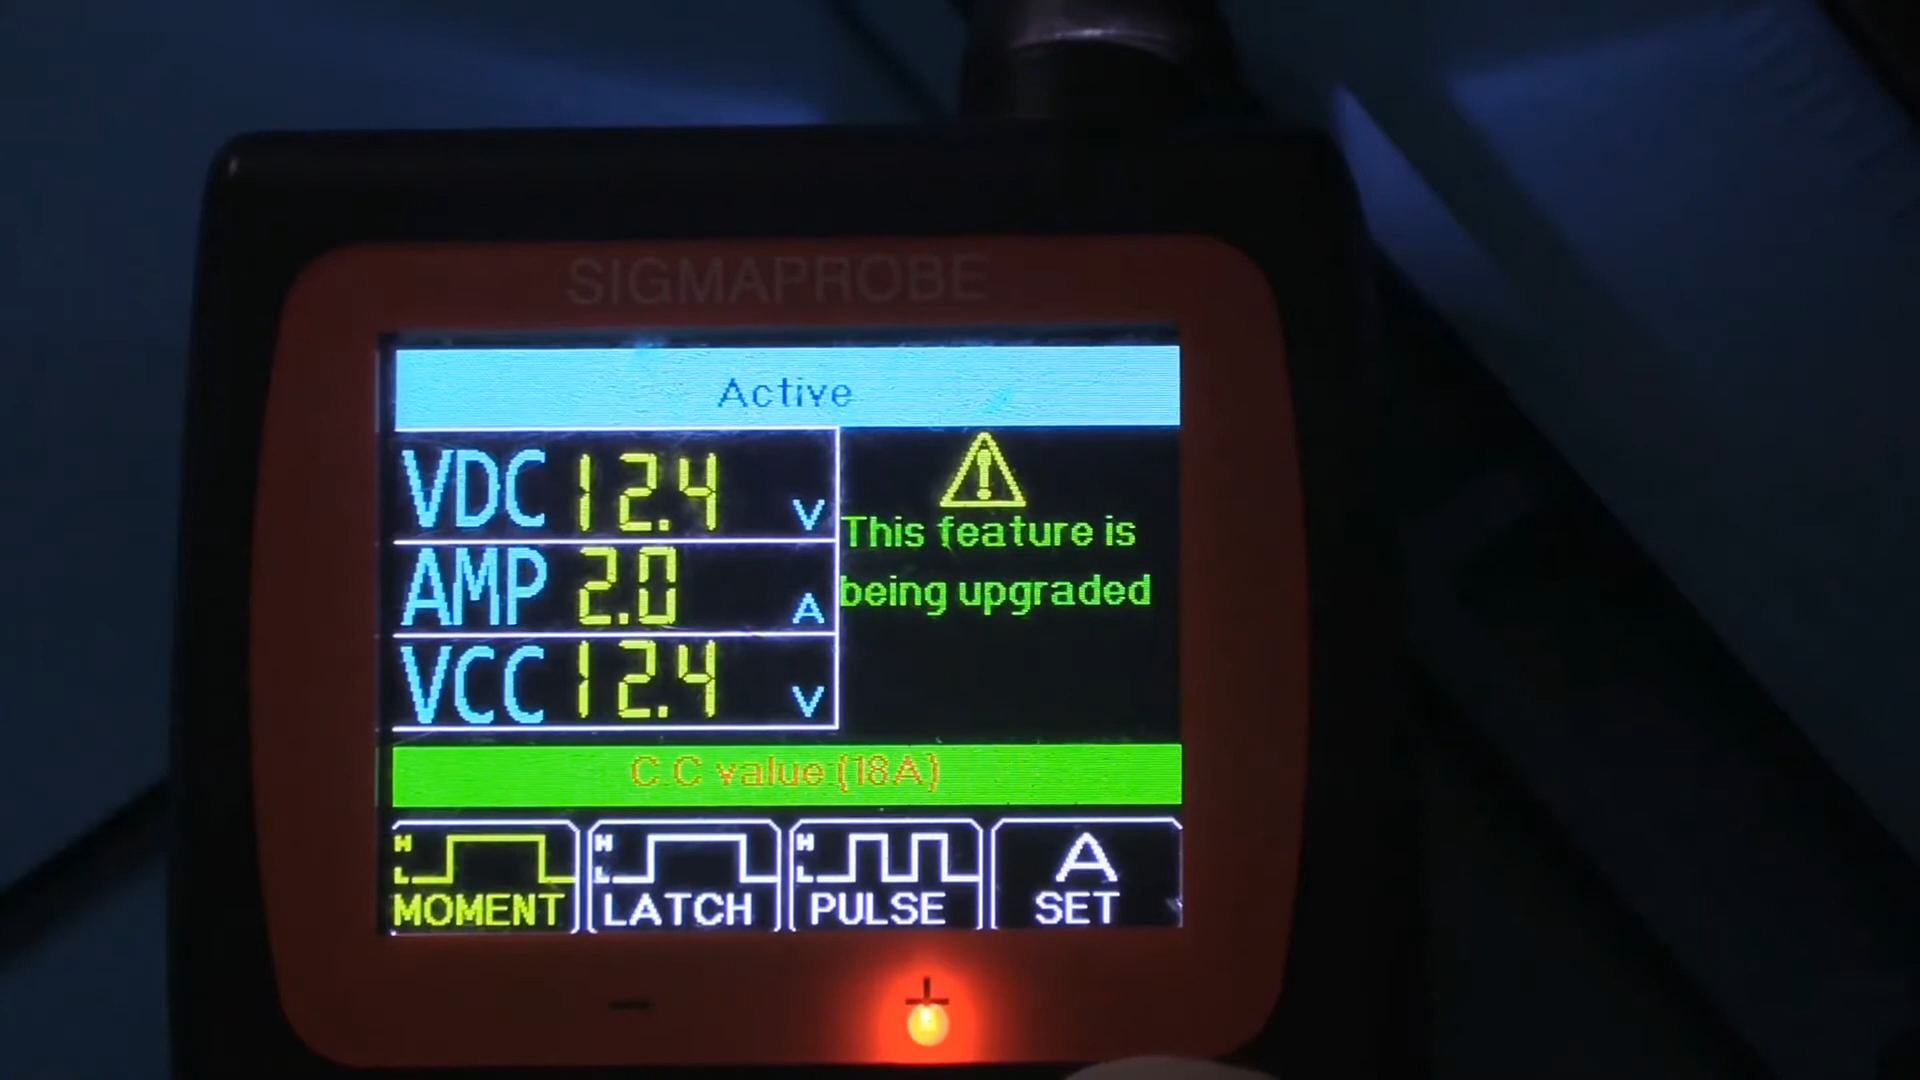 SIGMAPROBE
Active
VDC 12.4 V
AMP 2.0 A
VCC 12.4 V
This feature is
being upgraded
C.C value:(18A)
H
L
MOMENT
H
L
LATCH
H
L
PULSE
A
SET
- +